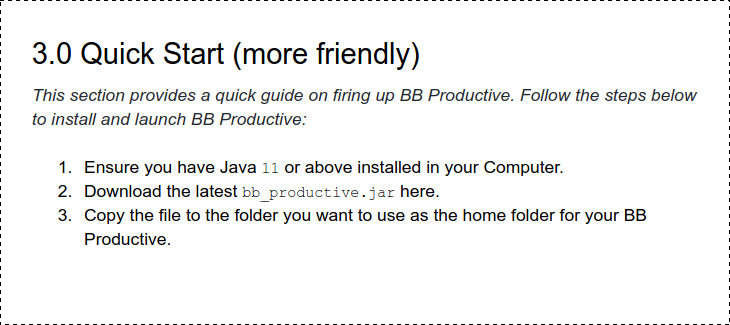 3.0 Quick Start (more friendly)
This section provides a quick guide on firing up BB Productive. Follow the steps below
to install and launch BB Productive:
1. Ensure you have Java 11 or above installed in your Computer.
2. Download the latest bb_productive.jar here.
3. Copy the file to the folder you want to use as the home folder for your BB
Productive.